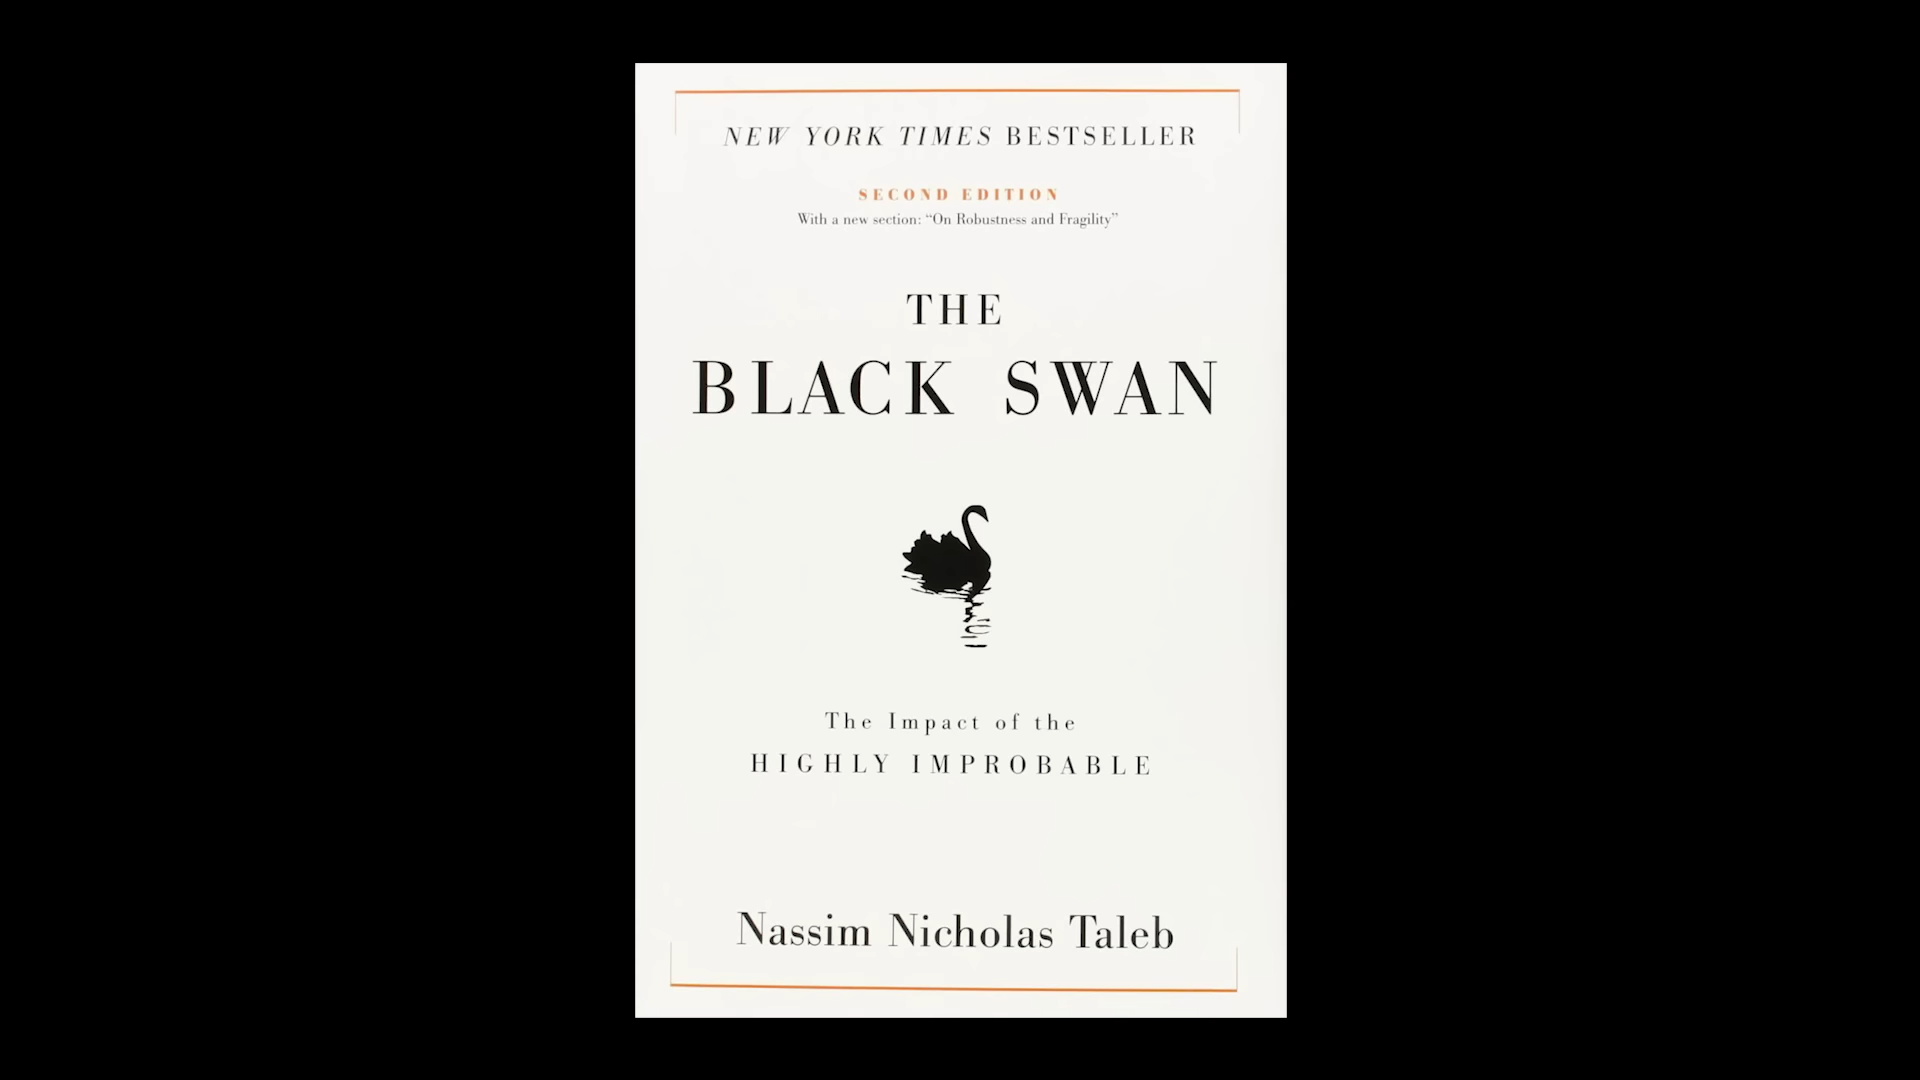 NEW YORK TIMES BESTSELLER
SECOND EDITION
With a new section: “On Robustness and Fragility”
THE
BLACK SWAN
The Impact of the
HIGHLY IMPROBABLE
Nassim Nicholas Taleb